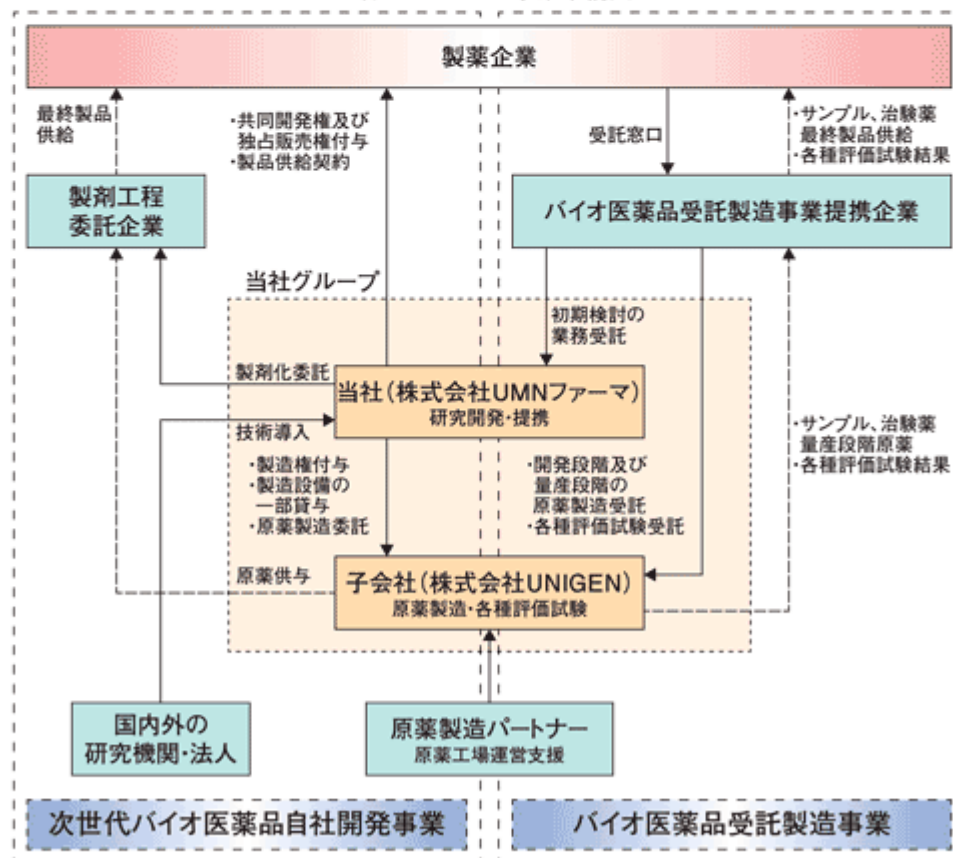 製薬企業
最終製品
供給
・共同開発権及び
独占販売権付与
・製品供給契約
受託窓口
・サンプル、治験薬
最終製品供給
・各種評価試験結果
製剤工程
委託企業
バイオ医薬品受託製造事業提携企業
当社グループ
初期検討の
業務受託
製剤化委託
当社(株式会社UMNファーマ)
研究開発・提携
技術導入
・製造権付与
・製造設備の
一部貸与
・原薬製造委託
・開発段階及び
量産段階の
原薬製造受託
・各種評価試験受託
・サンプル、治験薬
量産段階原薬
・各種評価試験結果
原薬供与
子会社(株式会社UNIGEN)
原薬製造・各種評価試験
国内外の
研究機関・法人
原薬製造パートナー
原薬工場運営支援
次世代バイオ医薬品自社開発事業
バイオ医薬品受託製造事業